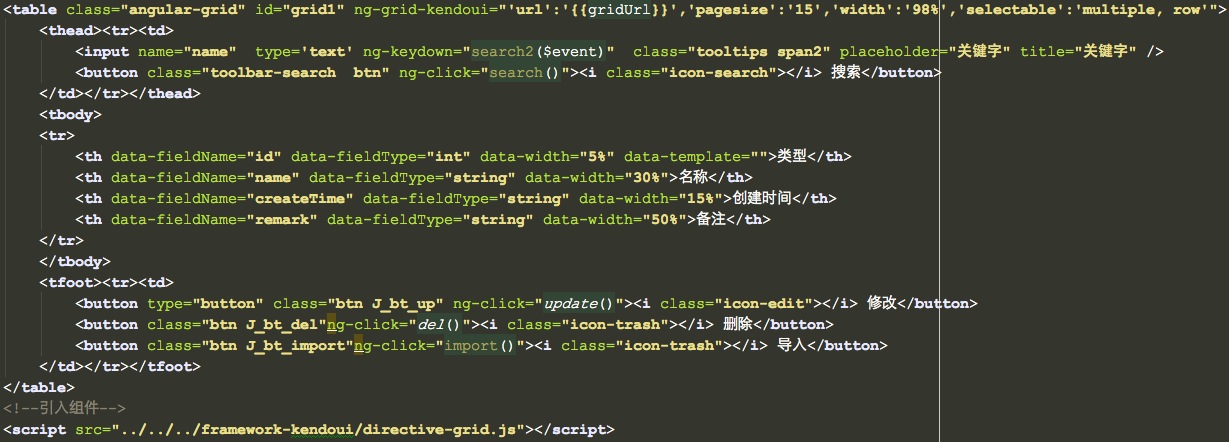 <table class="angular-grid" id="grid1" ng-grid-kendoui="'url':'{{gridUrl}}','pagesize':'15','width':'98%','selectable':'multiple, row'">
<thead><tr><td>
<input name="name"  type='text' ng-keydown="search2($event)"  class="tooltips span2" placeholder="关键字" title="关键字" />
<button class="toolbar-search  btn" ng-click="search()"><i class="icon-search"></i> 搜索</button>
</td></tr></thead>
<tbody>
<tr>
<th data-fieldName="id" data-fieldType="int" data-width="5%" data-template="">类型</th>
<th data-fieldName="name" data-fieldType="string" data-width="30%">名称</th>
<th data-fieldName="createTime" data-fieldType="string" data-width="15%">创建时间</th>
<th data-fieldName="remark" data-fieldType="string" data-width="50%">备注</th>
</tr>
</tbody>
<tfoot><tr><td>
<button type="button" class="btn J_bt_up" ng-click="update()"><i class="icon-edit"></i> 修改</button>
<button class="btn J_bt_del"ng-click="del()"><i class="icon-trash"></i> 删除</button>
<button class="btn J_bt_import"ng-click="import()"><i class="icon-trash"></i> 导入</button>
</td></tr></tfoot>
</table>
<!--引入组件-->
<script src="../../../framework-kendoui/directive-grid.js"></script>